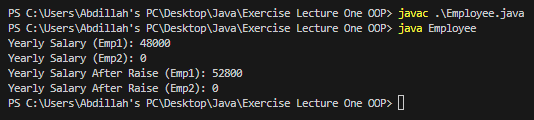 PS C:\Users\Abdillah's PC\Desktop\Java\Exercise Lecture One OOP> javac .\Employee.java
PS C:\Users\Abdillah's PC\Desktop\Java\Exercise Lecture One OOP> java Employee
Yearly Salary (Emp1): 48000
Yearly Salary (Emp2): 0
Yearly Salary After Raise (Emp1): 52800
Yearly Salary After Raise (Emp2): 0
PS C:\Users\Abdillah's PC\Desktop\Java\Exercise Lecture One OOP>